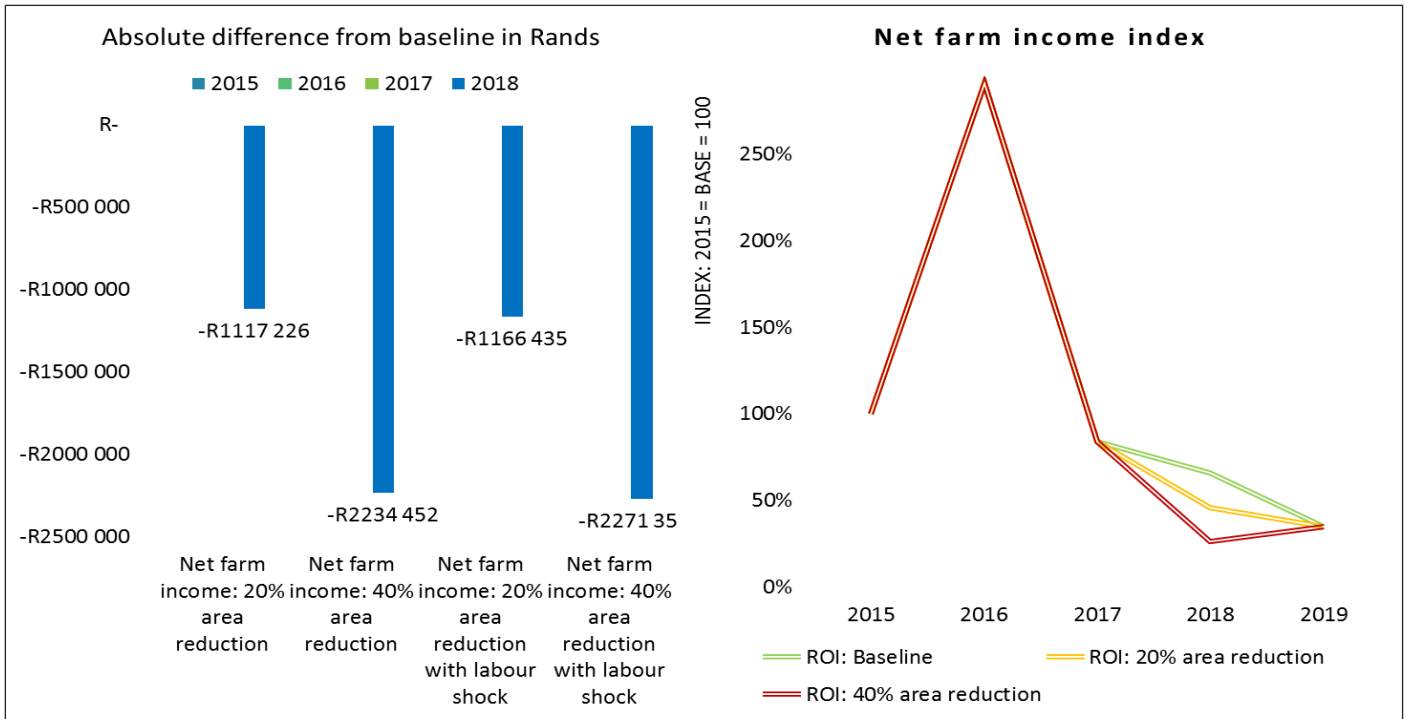 Absolute difference from baseline in Rands
2015 2016 2017 2018
R-
-R500 000
-R1000 000
-R1500 000
-R2000 000
-R2500 000
-R1117 226
-R2234 452
-R1166 435
-R2271 35
Net farm
income: 20%
area
reduction
Net farm
income: 40%
area
reduction
Net farm
income: 20%
area
reduction
with labour
shock
Net farm
income: 40%
area
reduction
with labour
shock
Net farm income index
INDEX: 2015 = BASE = 100
250%
200%
150%
100%
50%
0%
2015 2016 2017 2018 2019
ROI: Baseline
ROI: 20% area reduction
ROI: 40% area reduction